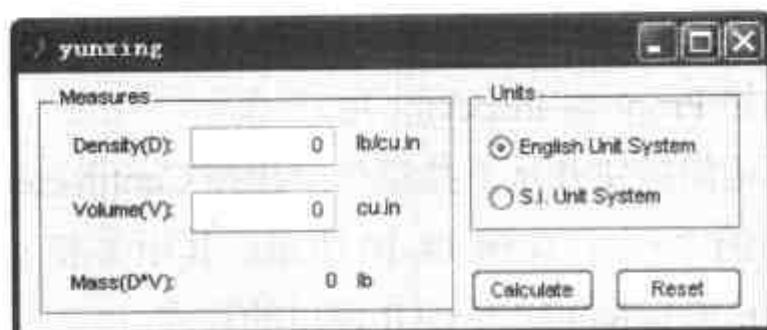 yunxing
Measures
Density(D): 0 lb/cu.in
Volume(V): 0 cu.in
Mass(D*V): 0 lb
Units
English Unit System
S.I. Unit System
Calculate Reset